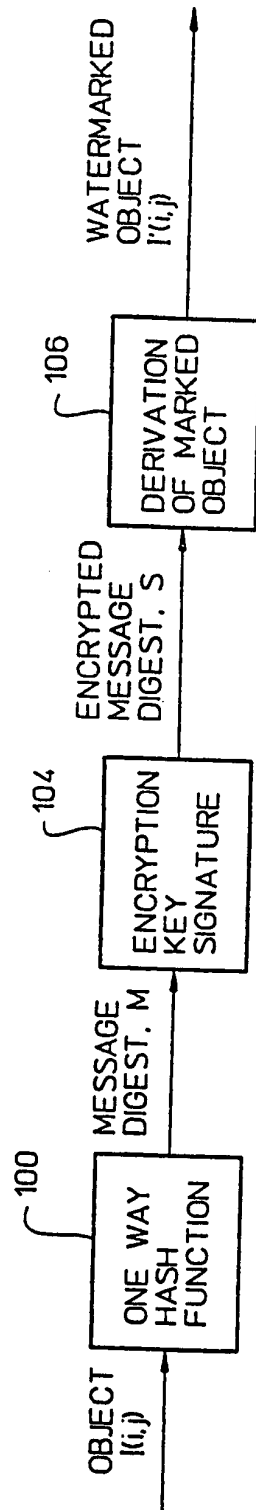 OBJECT
I(i,j)
100
ONE WAY
HASH
FUNCTION
MESSAGE
DIGEST, M
104
ENCRYPTION
KEY
SIGNATURE
ENCRYPTED
MESSAGE
DIGEST, S
106
DERIVATION
OF MARKED
OBJECT
WATERMARKED
OBJECT
I'(i,j)